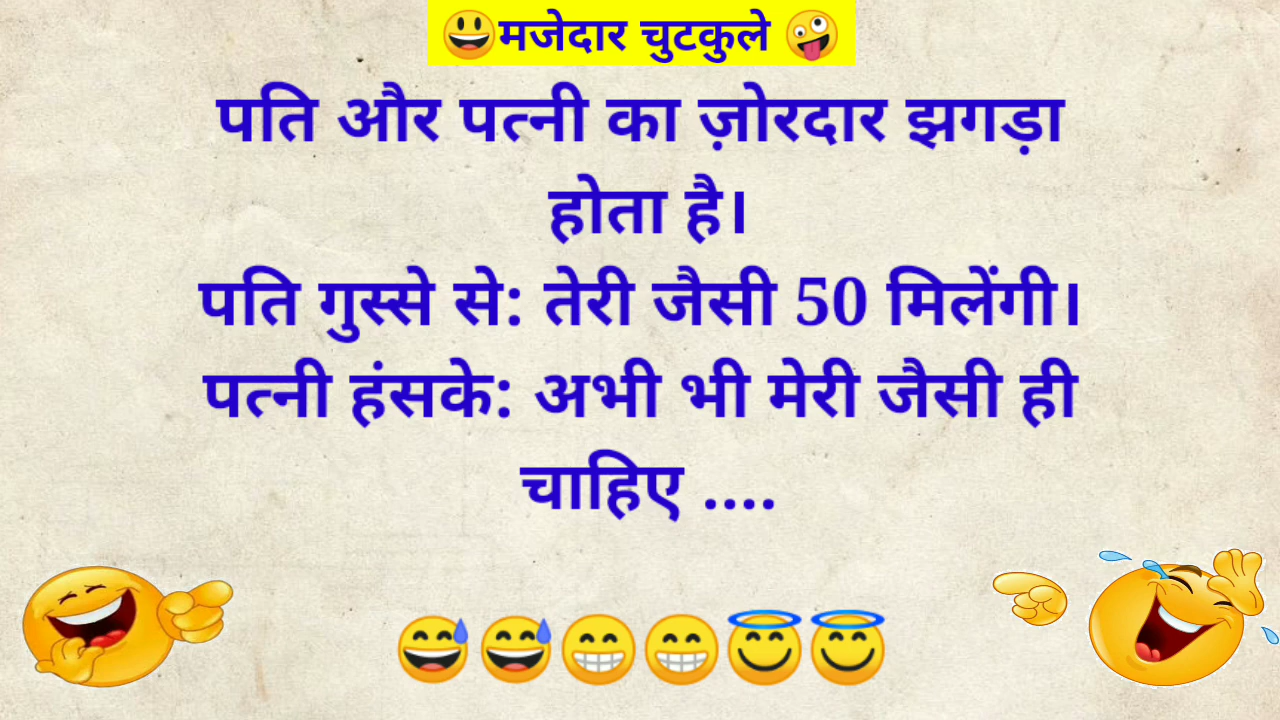 😃मजेदार चुटकुले 🤪
पति और पत्नी का ज़ोरदार झगड़ा
होता है।
पति गुस्से से: तेरी जैसी 50 मिलेंगी।
पत्नी हंसके: अभी भी मेरी जैसी ही
चाहिए ....
😅😅😁😁😇😇